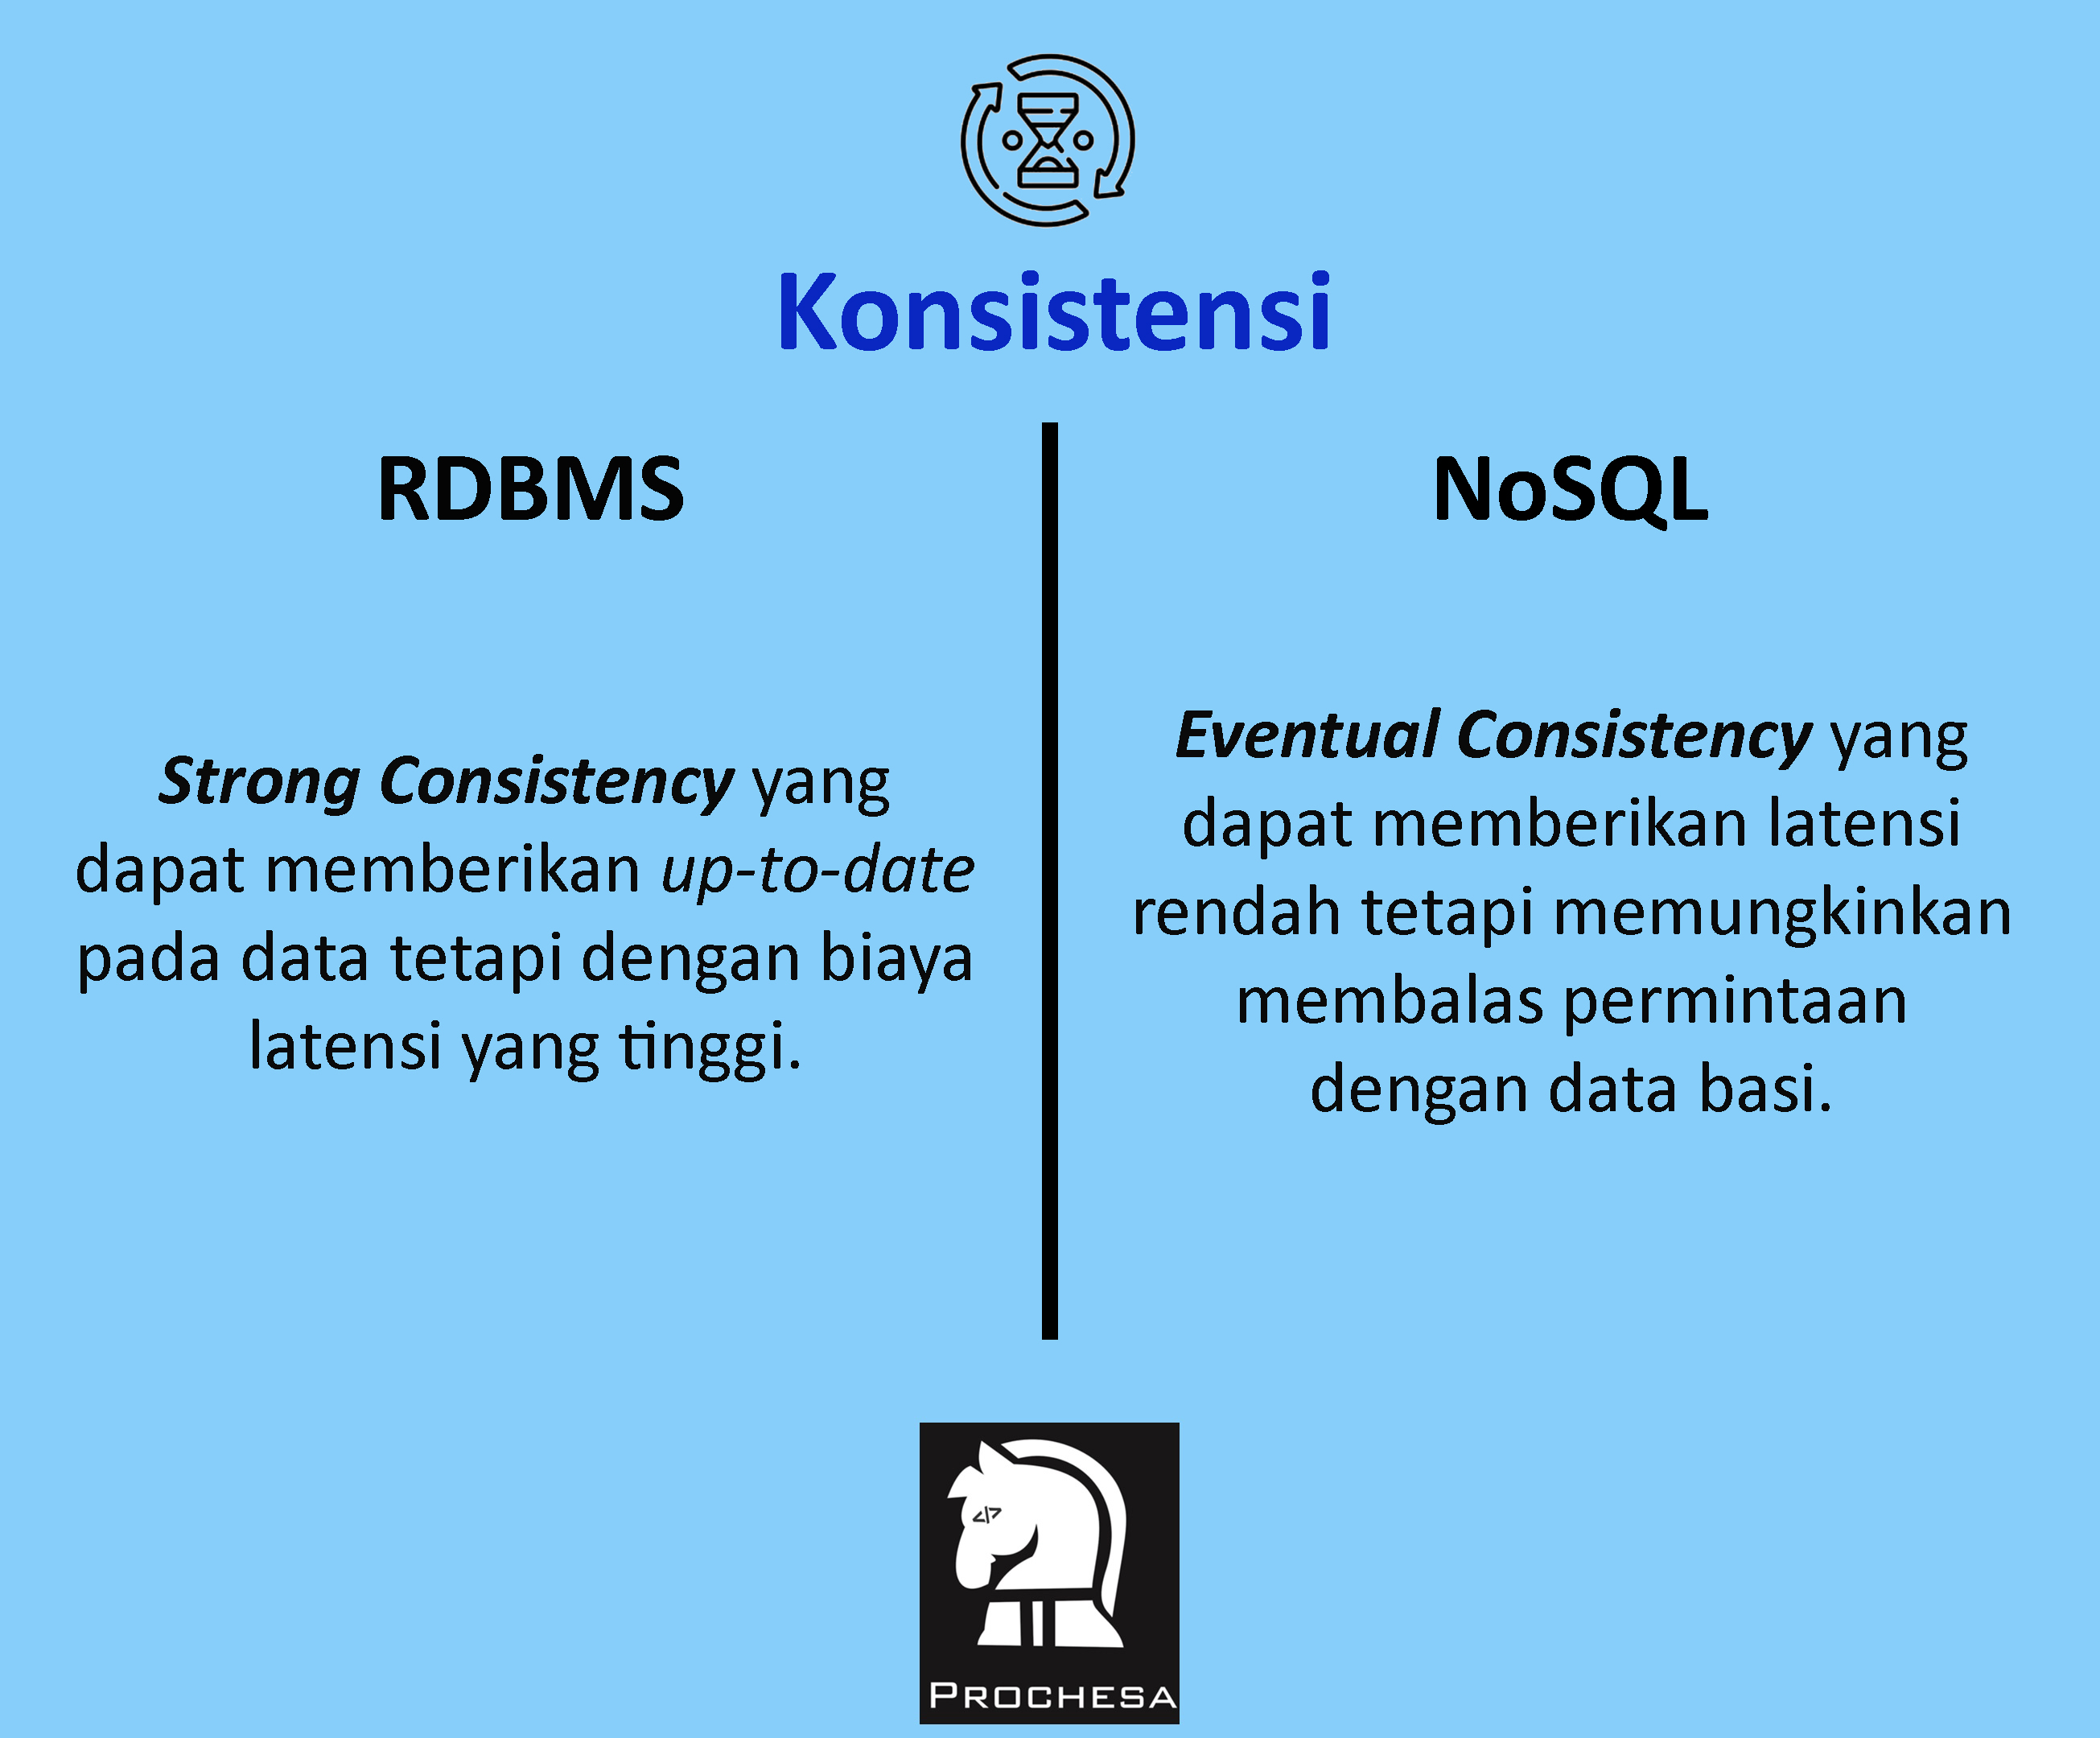 Konsistensi
RDBMS
Strong Consistency yang
dapat memberikan up-to-date
pada data tetapi dengan biaya
latensi yang tinggi.
NoSQL
Eventual Consistency yang
dapat memberikan latensi
rendah tetapi memungkinkan
membalas permintaan
dengan data basi.
</>
PROCHESA